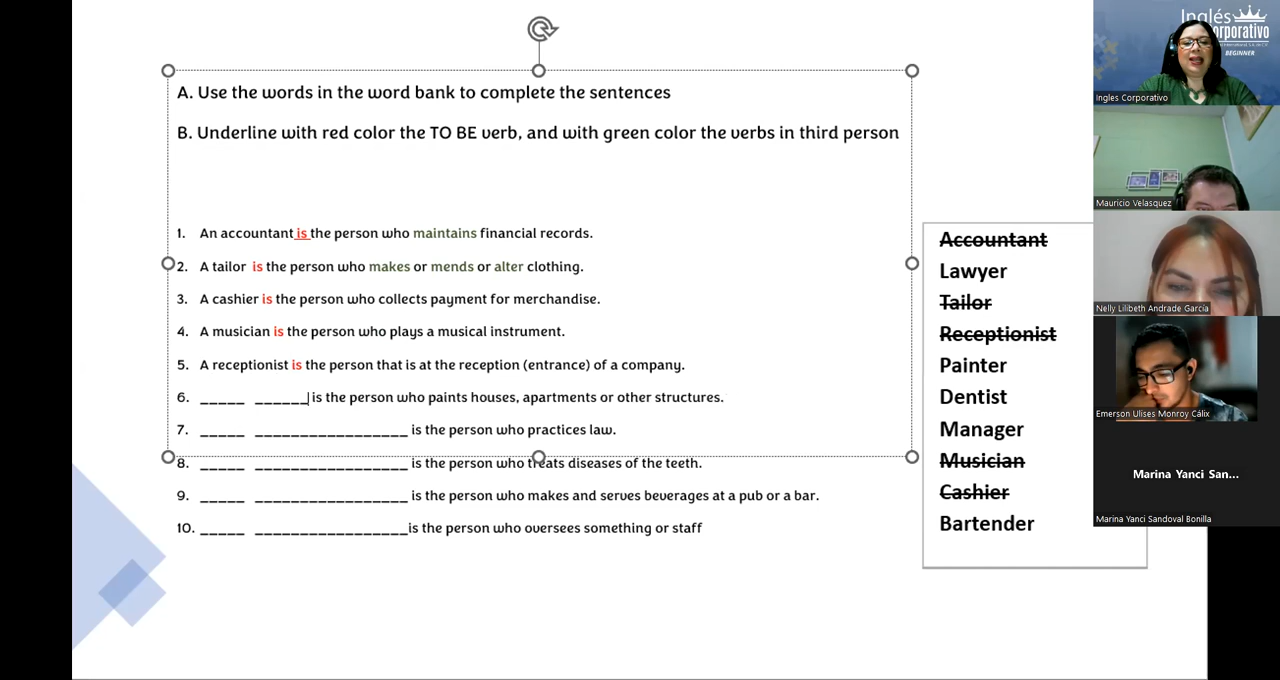 A. Use the words in the word bank to complete the sentences
B. Underline with red color the TO BE verb, and with green color the verbs in third person
1. An accountant is the person who maintains financial records.
2. A tailor is the person who makes or mends or alter clothing.
3. A cashier is the person who collects payment for merchandise.
4. A musician is the person who plays a musical instrument.
5. A receptionist is the person that is at the reception (entrance) of a company.
6. _____ ______ is the person who paints houses, apartments or other structures.
7. _____ _________________ is the person who practices law.
8. _____ _________________ is the person who treats diseases of the teeth.
9. _____ _________________ is the person who makes and serves beverages at a pub or a bar.
10. _____ _________________is the person who oversees something or staff
Accountant
Lawyer
Tailor
Receptionist
Painter
Dentist
Manager
Musician
Cashier
Bartender
Inglés
orporativo
BEGINNER
Ingles Corporativo
Mauricio Velasquez
Nelly Lilibeth Andrade García
Emerson Ulises Monroy Cálix
Marina Yanci San...
Marina Yanci Sandoval Bonilla